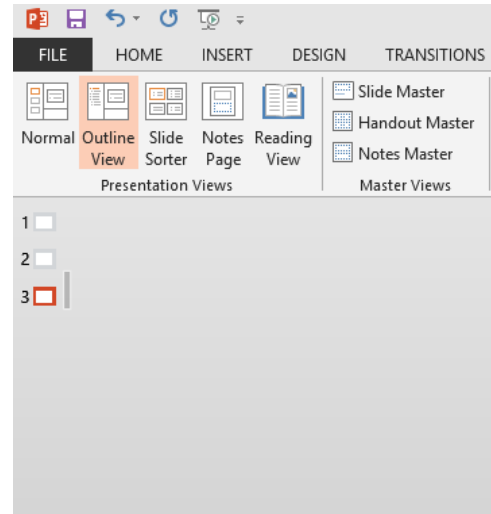 FILE HOME INSERT DESIGN TRANSITIONS
Normal Outline View Slide Sorter Notes Page Reading View
Slide Master
Handout Master
Notes Master
Presentation Views Master Views
1
2
3